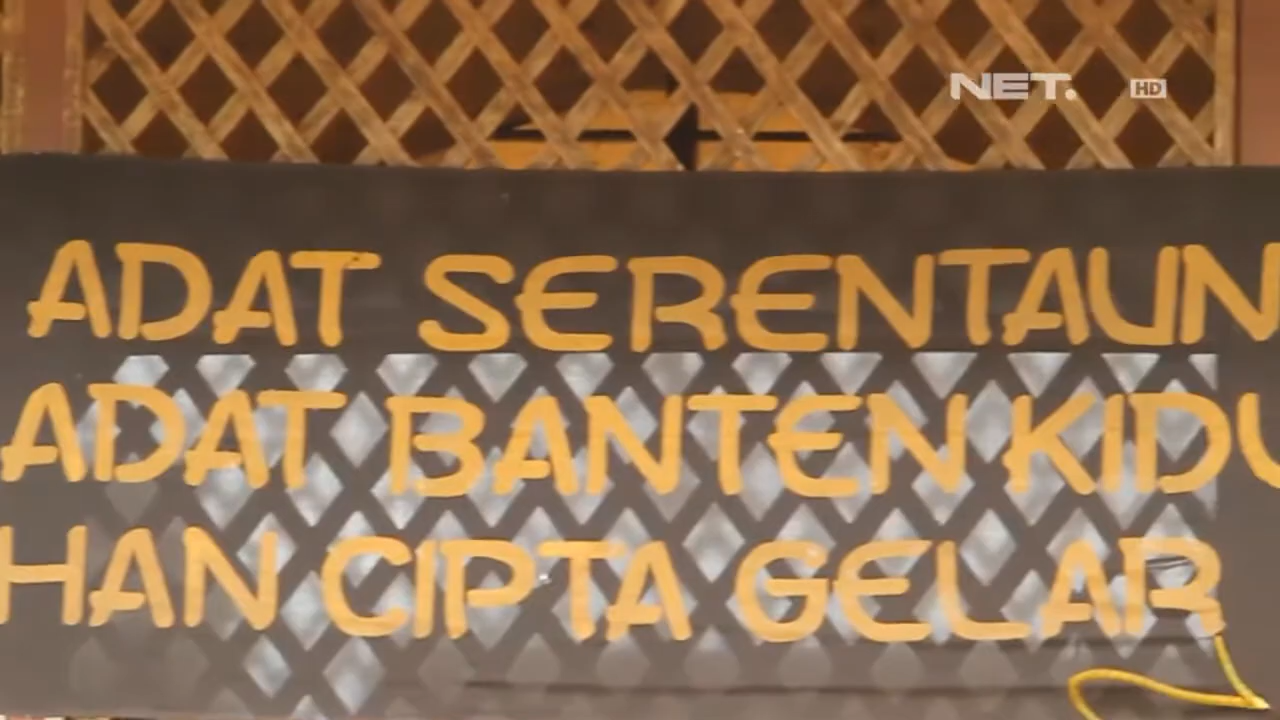 NET. HD
ADAT SERENTAUN
ADAT BANTEN KIDU
HAN CIPTA GELAR